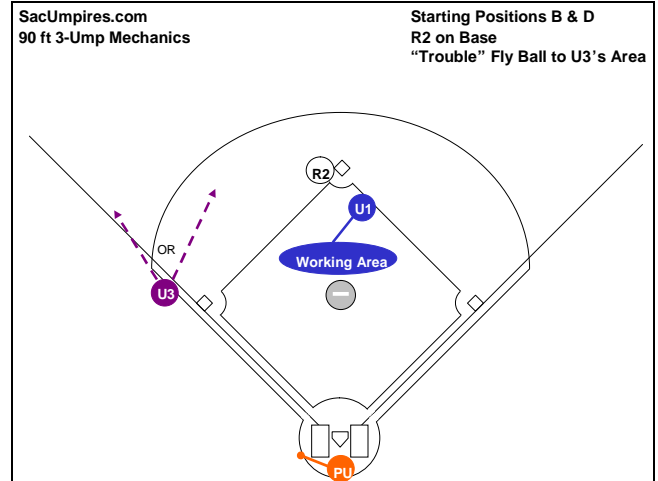 SacUmpires.com
90 ft 3-Ump Mechanics
Starting Positions B & D
R2 on Base
“Trouble” Fly Ball to U3’s Area
R2
U1
OR
Working Area
U3
PU